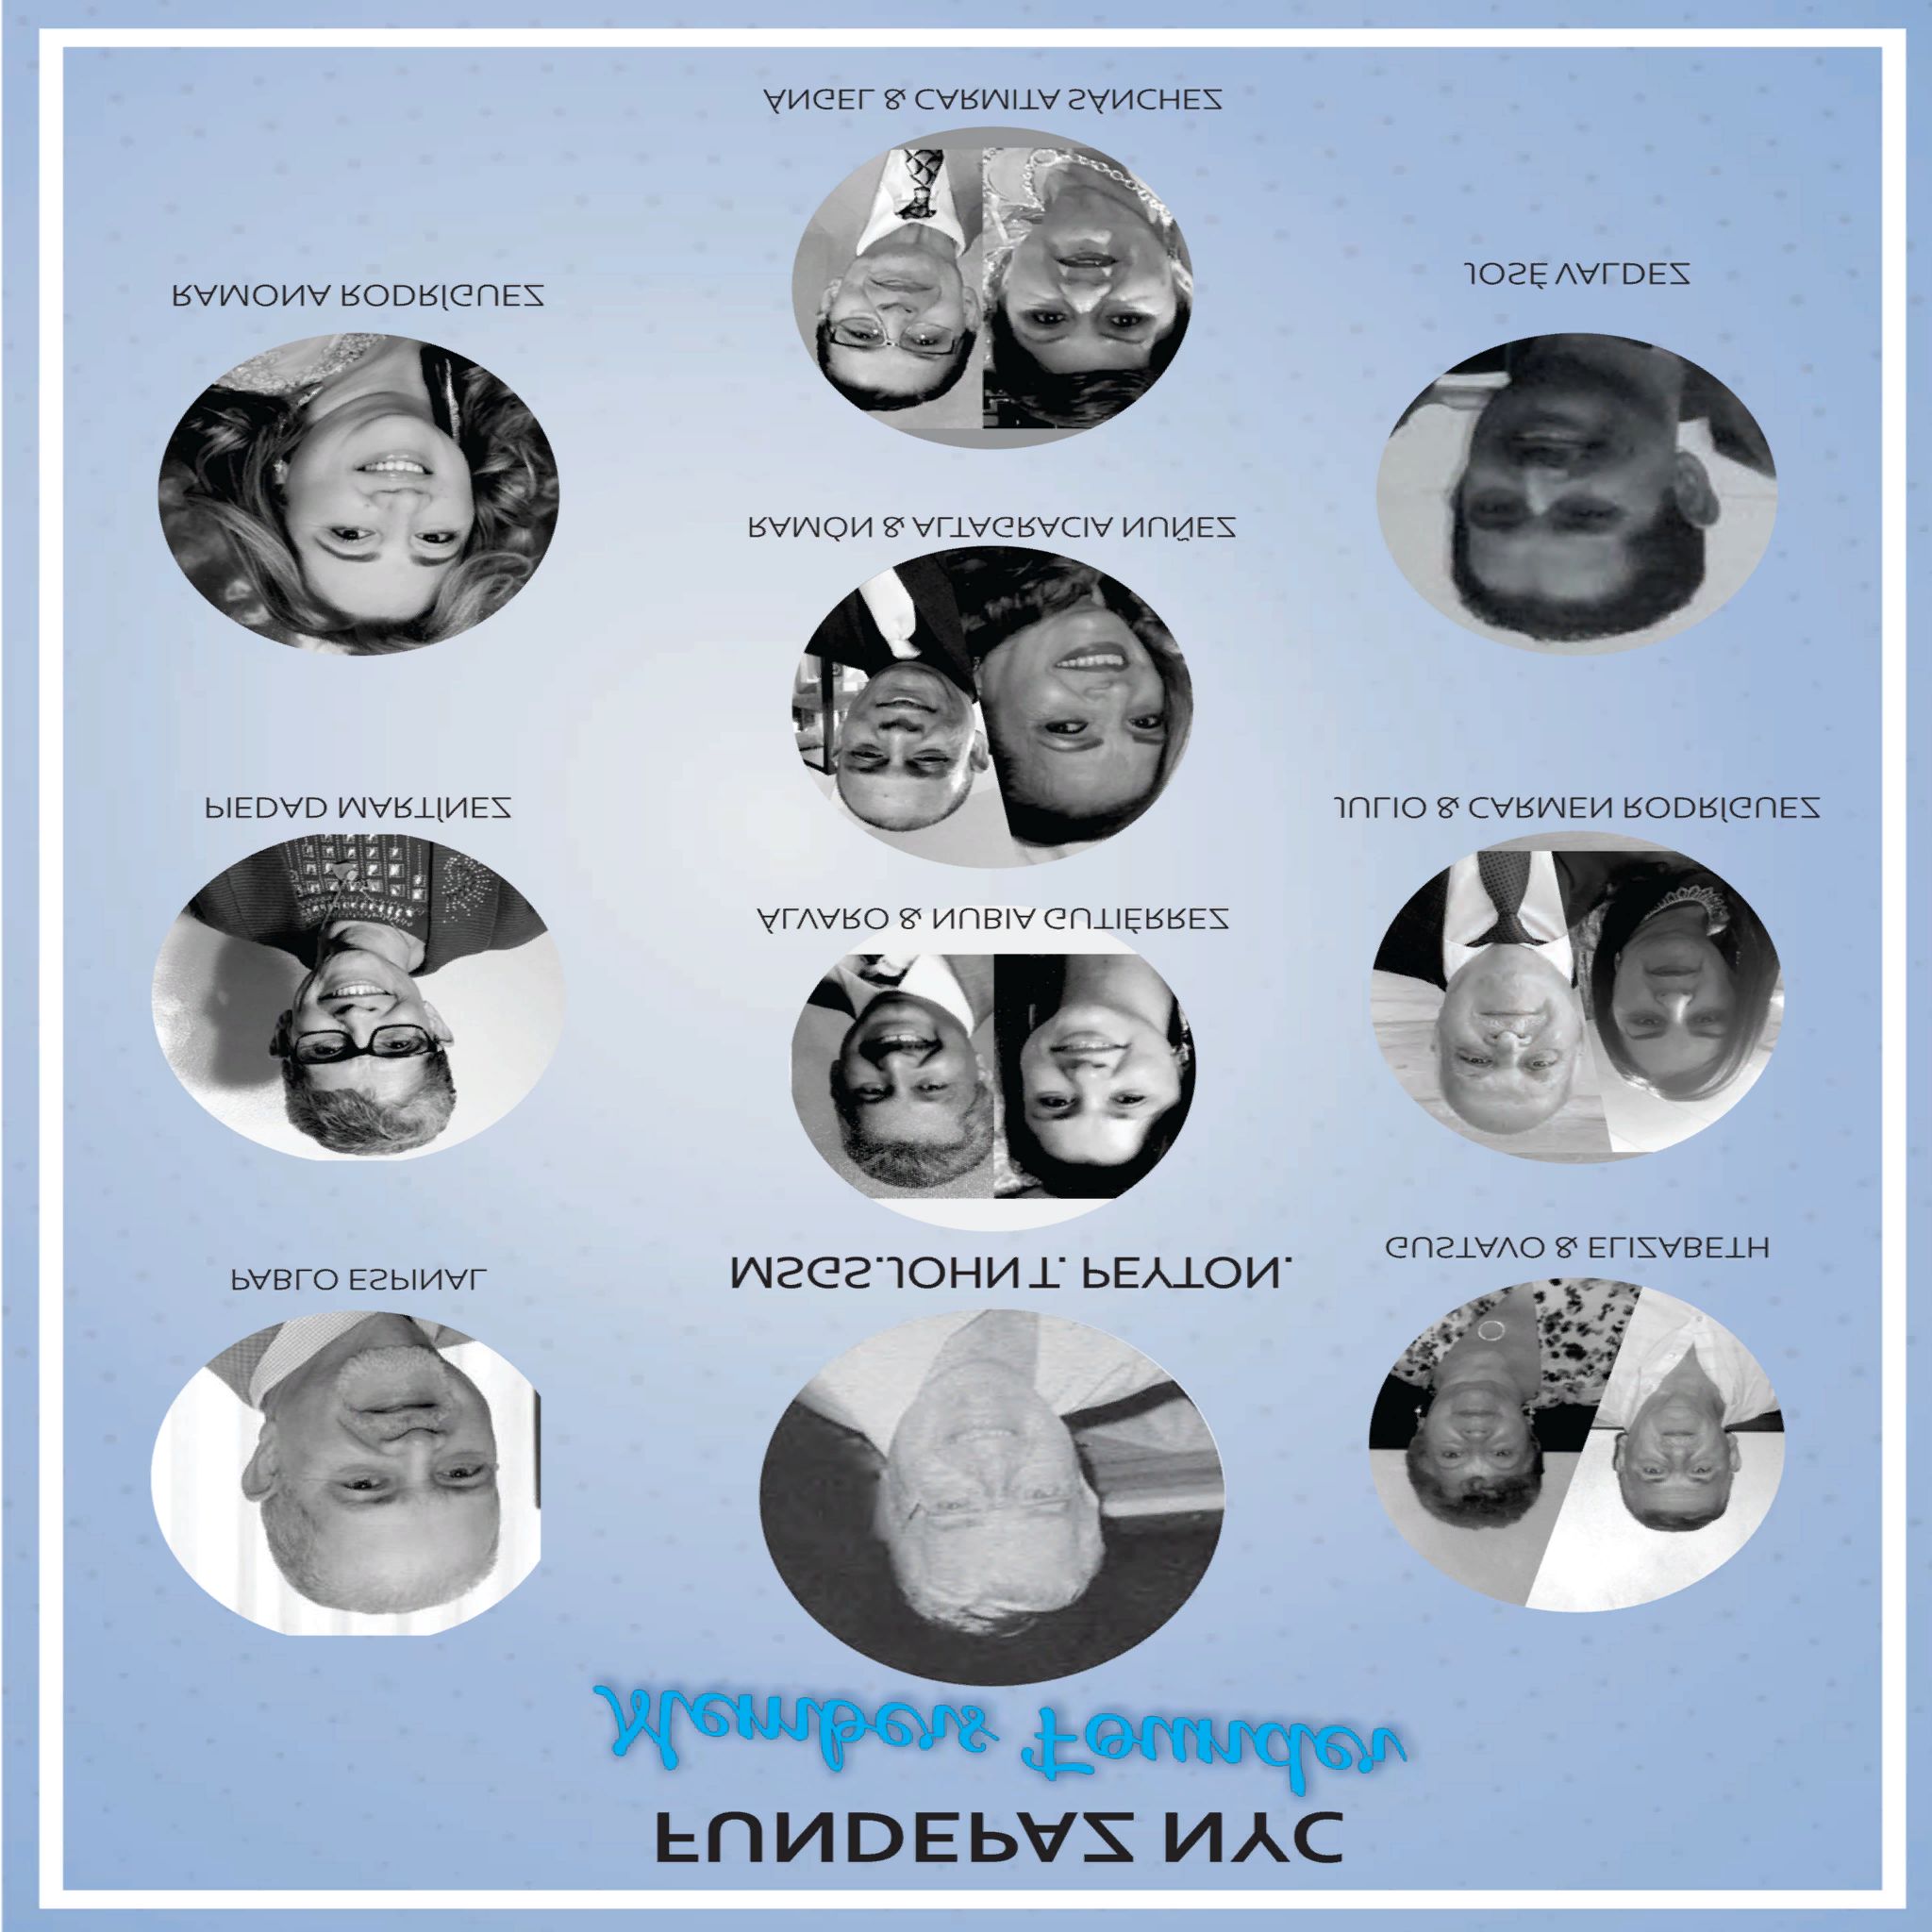 FUNDEPAZ NYC
Members Founder
MSGS.JOHN T. PEYTON.
PABLO ESPINAL
GUSTAVO & ELIZABETH
ÁLVARO & NUBIA GUTIÉRREZ
PIEDAD MARTÍNEZ
JULIO & CARMEN RODRÍGUEZ
RAMÓN & ALTAGRACIA NUÑEZ
RAMONA RODRÍGUEZ
JOSÉ VALDEZ
ÁNGEL & CARMITA SÁNCHEZ